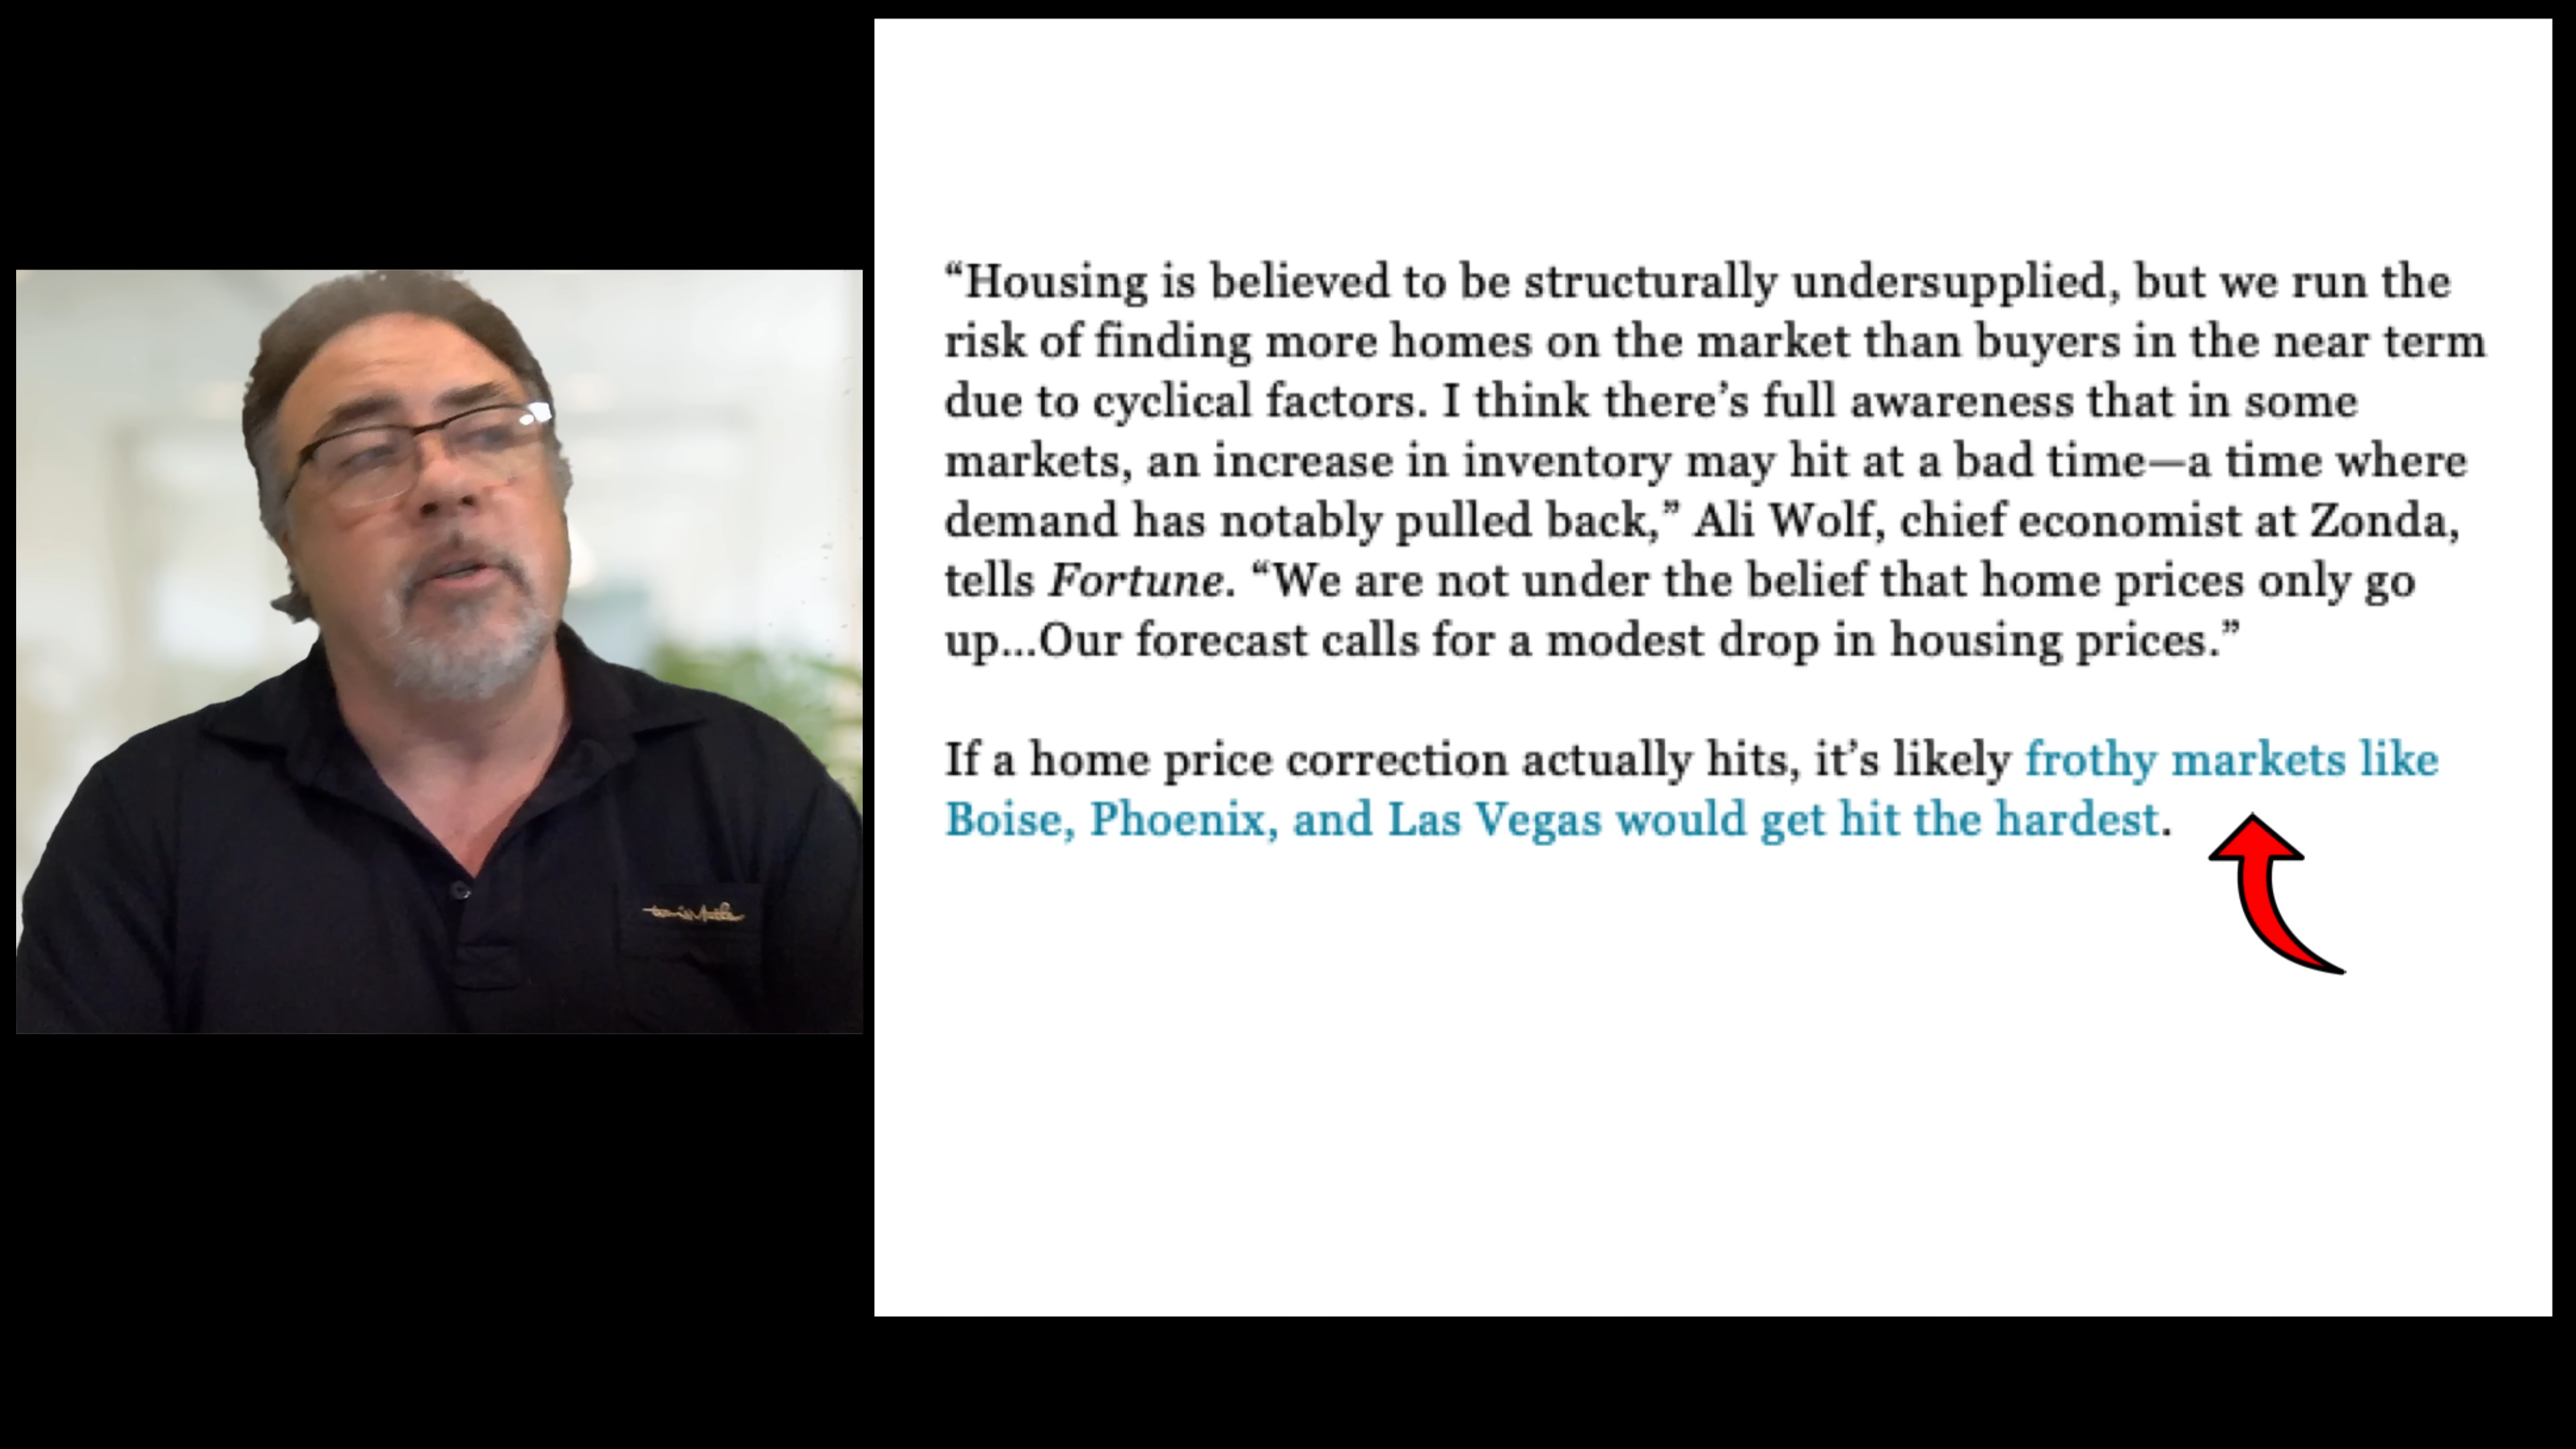 “Housing is believed to be structurally undersupplied, but we run the
risk of finding more homes on the market than buyers in the near term
due to cyclical factors. I think there’s full awareness that in some
markets, an increase in inventory may hit at a bad time—a time where
demand has notably pulled back,” Ali Wolf, chief economist at Zonda,
tells Fortune. “We are not under the belief that home prices only go
up...Our forecast calls for a modest drop in housing prices.”
If a home price correction actually hits, it’s likely frothy markets like
Boise, Phoenix, and Las Vegas would get hit the hardest.